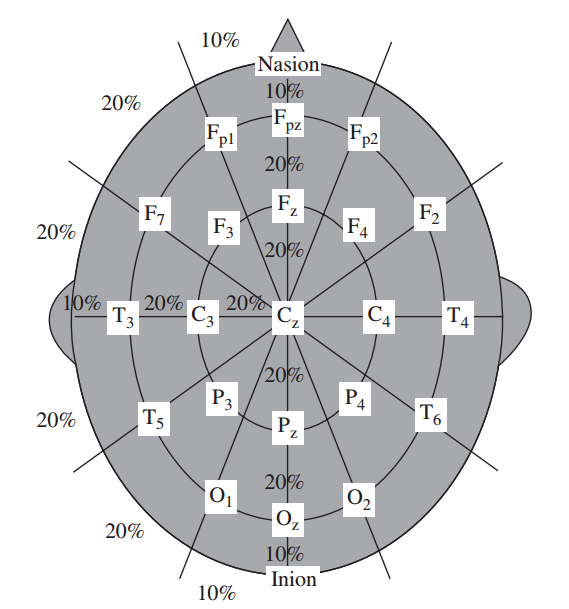 10%
Nasion
10%
20%
Fp1
Fpz
Fp2
20%
F7
F3
Fz
F4
F2
20%
20%
10%
T3
20%
C3
20%
Cz
C4
T4
20%
P3
P4
20%
T5
Pz
T6
20%
O1
O2
Oz
20%
10%
Inion
10%